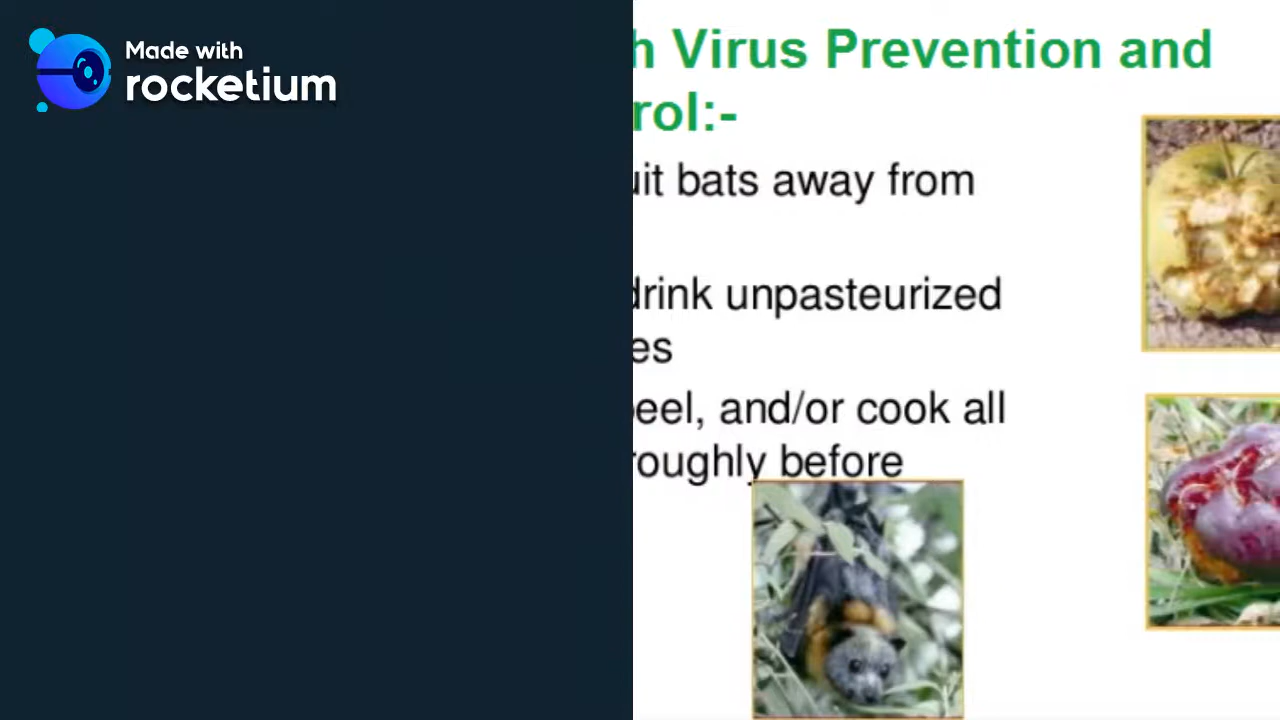 Made with
rocketium
h Virus Prevention and
rol:-
uit bats away from
drink unpasteurized
es
eel, and/or cook all
roughly before